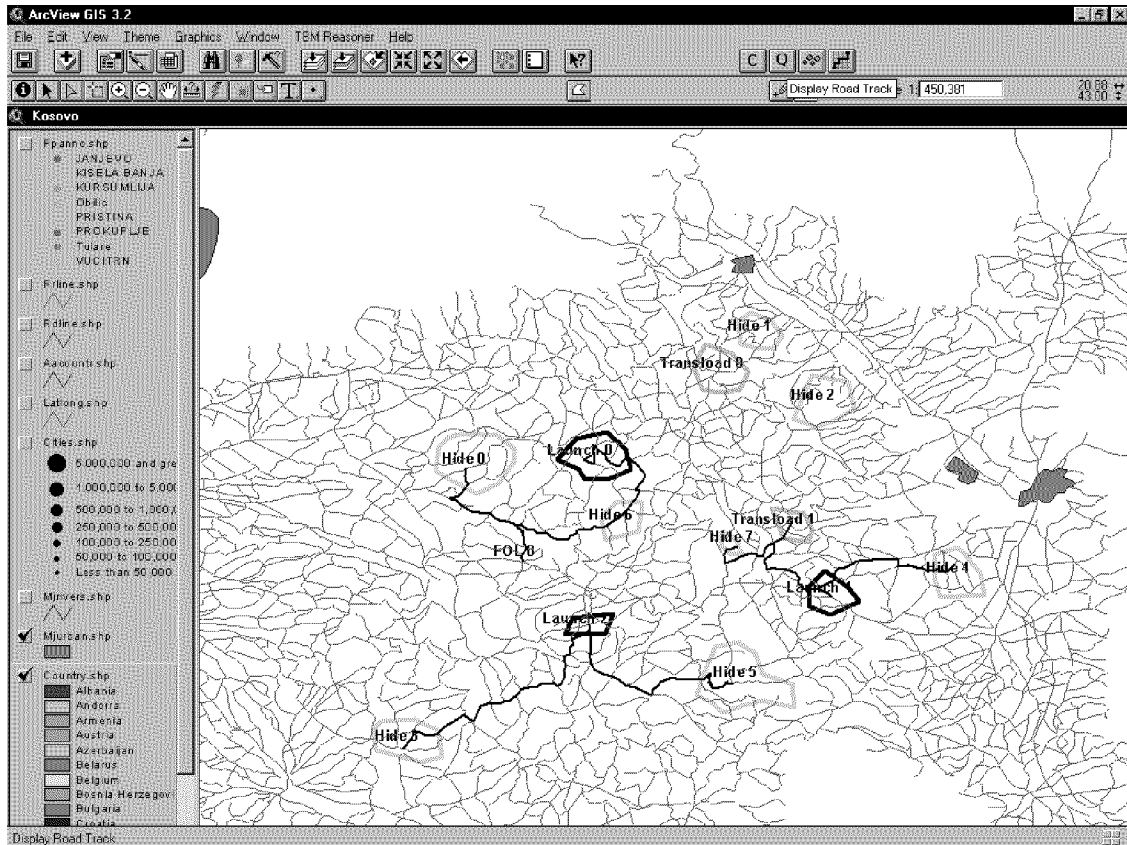 ArcView GIS 3.2
File Edit View Theme Graphics Window TBM Reasoner Help
C Q
Display Road Track
1: 450,381
20.88
43.00
Kosovo
Fpanno.shp
JANJEVO
KISELA BANJA
KURSUMLIJA
Obilic
PRISTINA
PROKUPLJE
Tulare
VUCITRN
Rrline.shp
Rdline.shp
Latlong.shp
Cities.shp
5,000,000 and gre
1,000,000 to 5,000
500,000 to 1,000,0
250,000 to 500,00
100,000 to 250,00
50,000 to 100,000
Less than 50,000
Mjrivers.shp
Mjurban.shp
Country.shp
Albania
Andorra
Armenia
Austria
Azerbaijan
Belarus
Belgium
Bosnia Herzegov
Bulgaria
Croatia
Hide 1
Transload 0
Hide 2
Hide 0
Launch 0
Hide 6
Transload 1
Hide 7
FOL 0
Hide 4
Launch
Launch 2
Hide 5
Hide 3
Display Road Track